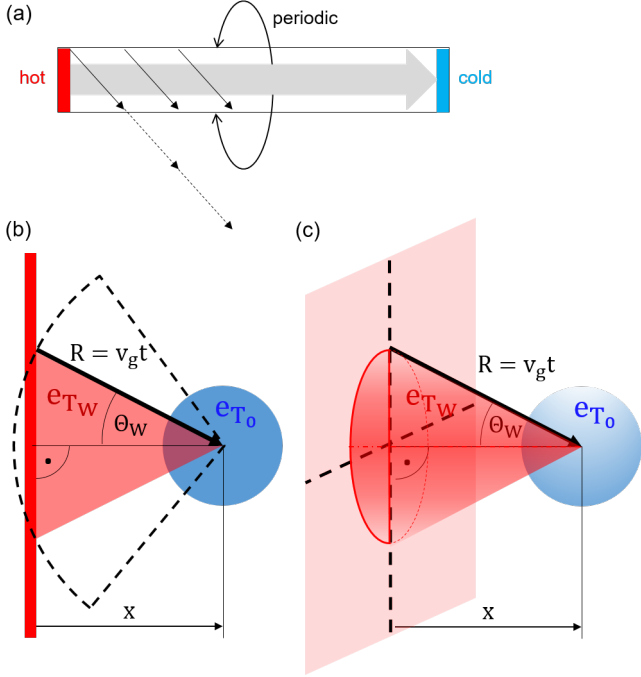 (a)
periodic
hot
cold
(b)
(c)
R = v_g t
e_{T_W}
Θ_W
e_{T_0}
x
R = v_g t
e_{T_W}
Θ_W
e_{T_0}
x